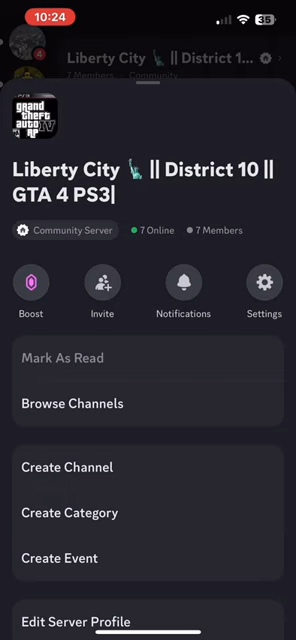 10:24
35
Liberty City 🗽 || District 1...
4
7 Members · Community
grand
theft
auto IV
RP
Liberty City 🗽 || District 10 ||
GTA 4 PS3|
Community Server
7 Online
7 Members
Boost
Invite
Notifications
Settings
Mark As Read
Browse Channels
Create Channel
Create Category
Create Event
Edit Server Profile